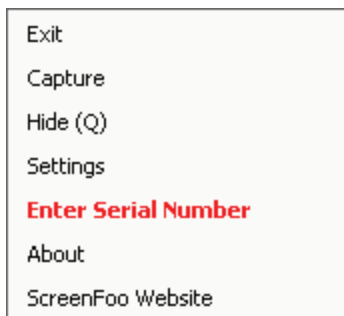 Exit
Capture
Hide (Q)
Settings
Enter Serial Number
About
ScreenFoo Website